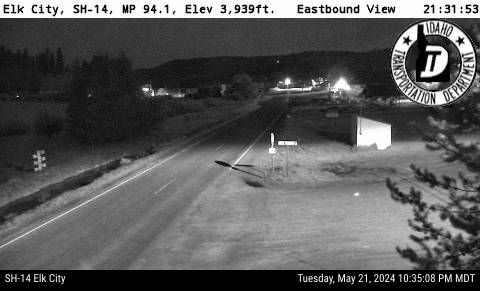 Elk City, SH-14, MP 94.1, Elev 3,939ft. Eastbound View 21:31:53
IDAHO
TRANSPORTATION DEPARTMENT
SH-14 Elk City Tuesday, May 21, 2024 10:35:08 PM MDT